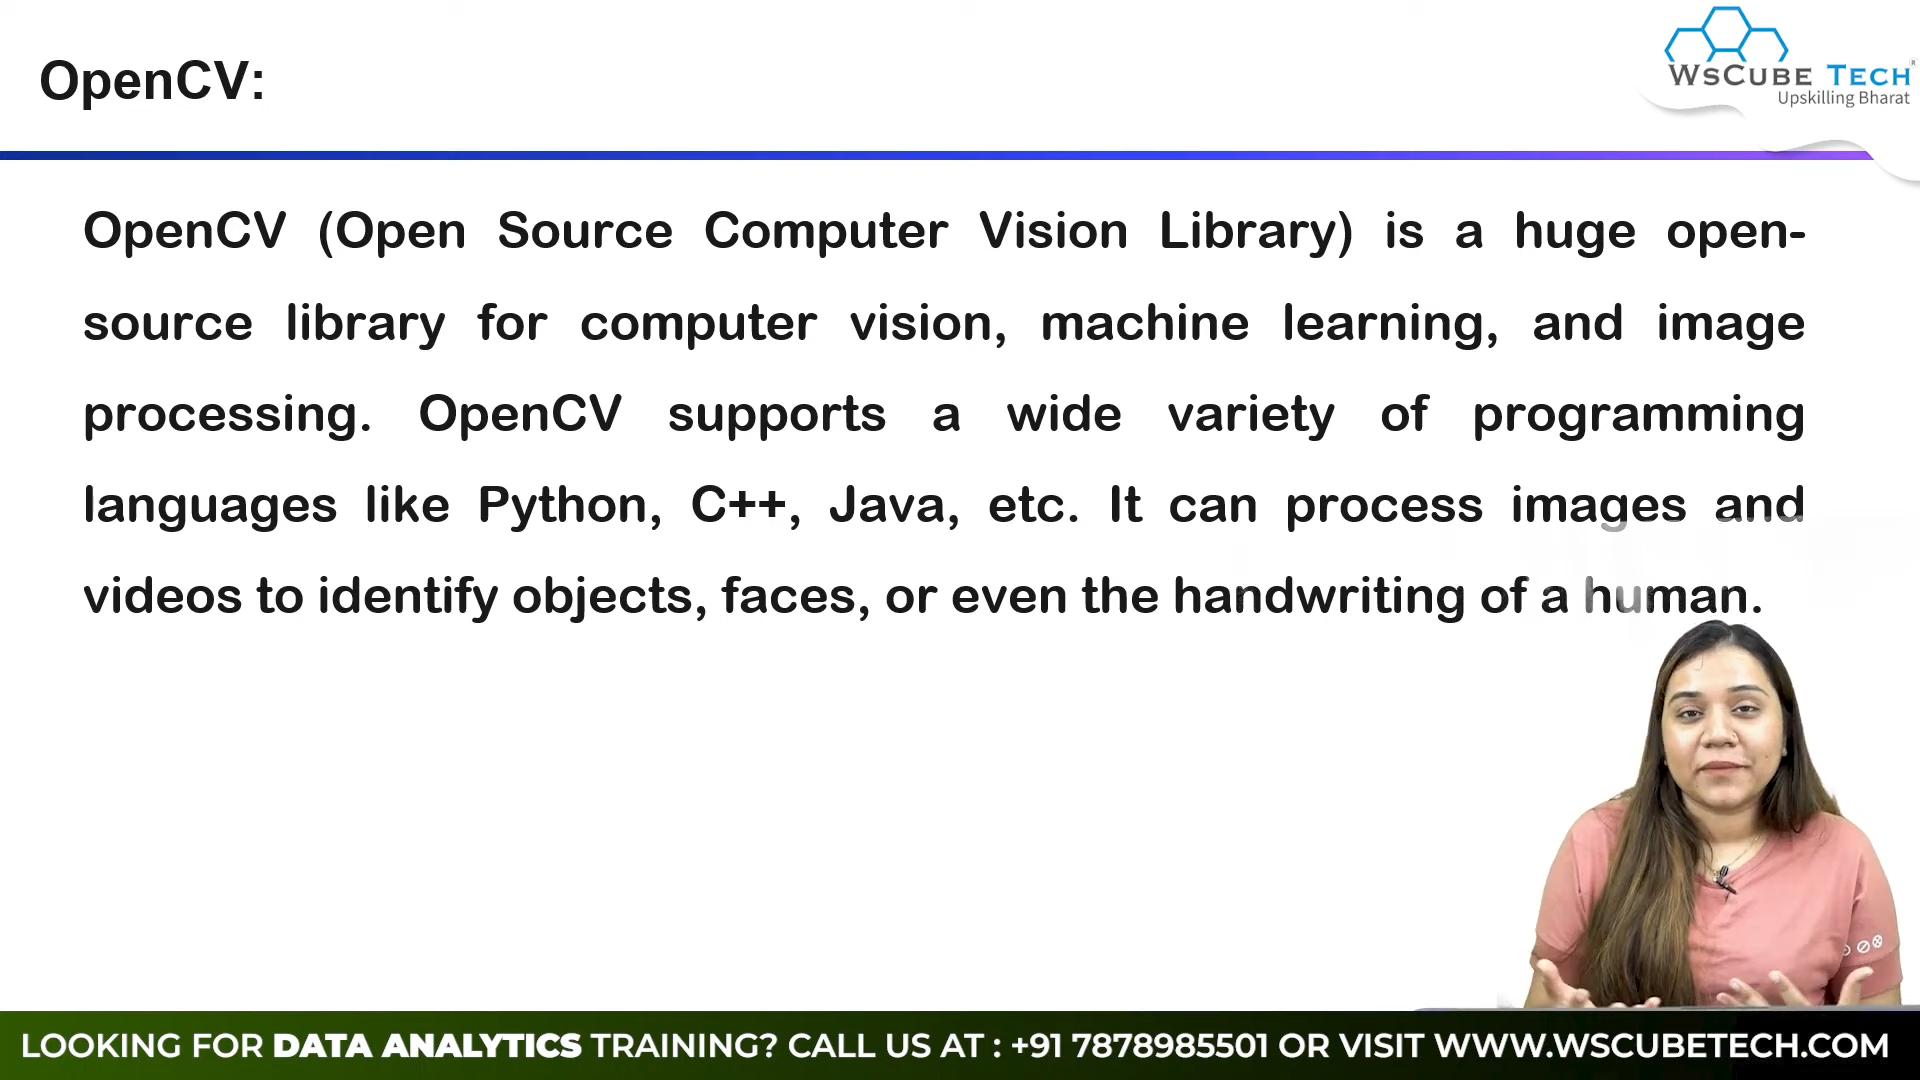 OpenCV:
WsCube Tech®
Upskilling Bharat
OpenCV (Open Source Computer Vision Library) is a huge open-
source library for computer vision, machine learning, and image
processing. OpenCV supports a wide variety of programming
languages like Python, C++, Java, etc. It can process images and
videos to identify objects, faces, or even the handwriting of a human.
LOOKING FOR DATA ANALYTICS TRAINING? CALL US AT : +91 7878985501 OR VISIT WWW.WSCUBETECH.COM